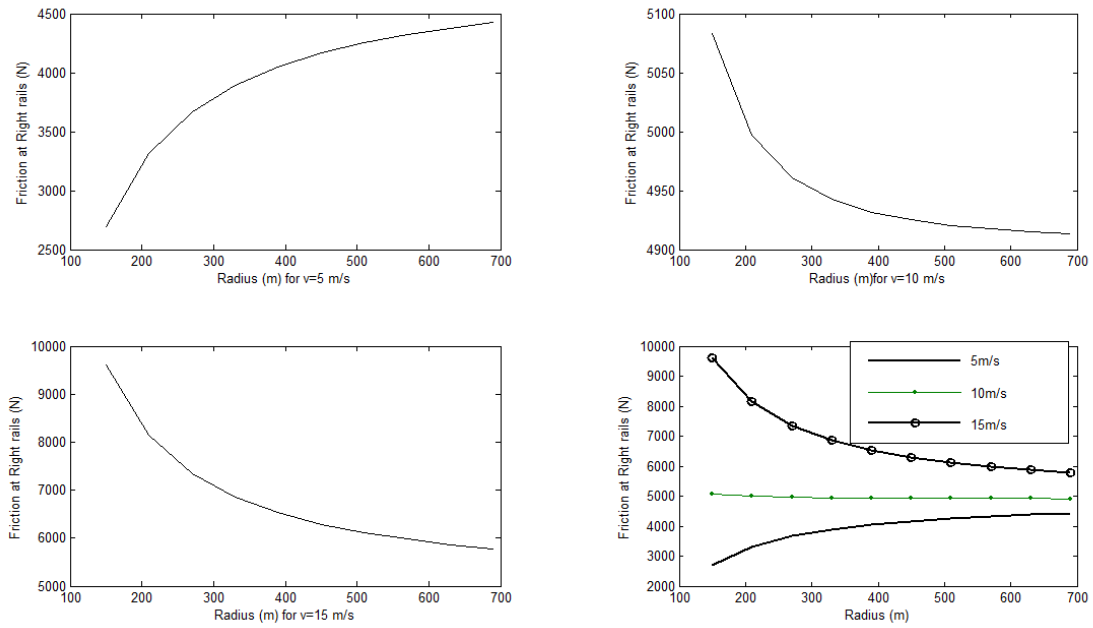 4500
4000
3500
3000
2500
Friction at Right rails (N)
100 200 300 400 500 600 700
Radius (m) for v=5 m/s
5100
5050
5000
4950
4900
Friction at Right rails (N)
100 200 300 400 500 600 700
Radius (m)for v=10 m/s
10000
9000
8000
7000
6000
5000
Friction at Right rails (N)
100 200 300 400 500 600 700
Radius (m) for v=15 m/s
10000
9000
8000
7000
6000
5000
4000
3000
2000
Friction at Right rails (N)
5m/s
10m/s
15m/s
100 200 300 400 500 600 700
Radius (m)